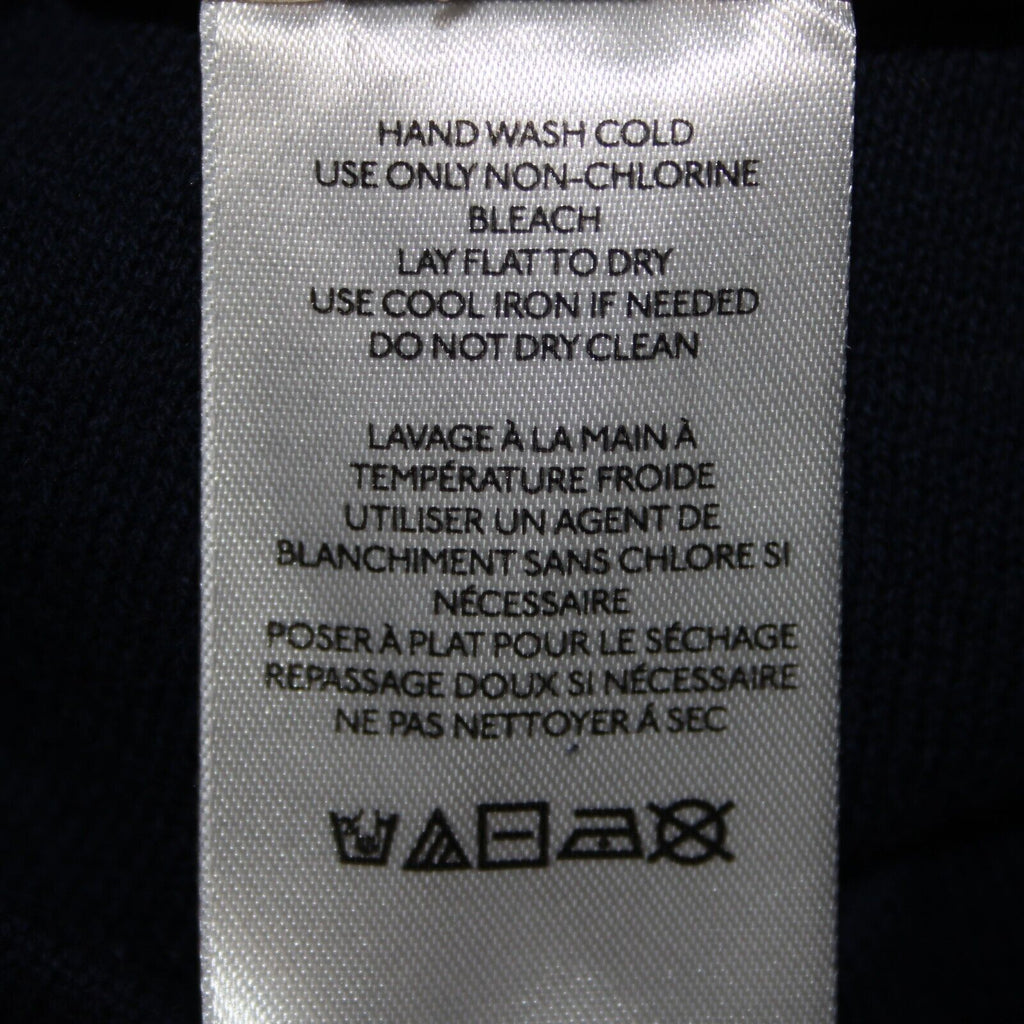 HAND WASH COLD
USE ONLY NON-CHLORINE
BLEACH
LAY FLAT TO DRY
USE COOL IRON IF NEEDED
DO NOT DRY CLEAN
LAVAGE À LA MAIN À
TEMPÉRATURE FROIDE
UTILISER UN AGENT DE
BLANCHIMENT SANS CHLORE SI
NÉCESSAIRE
POSER À PLAT POUR LE SÉCHAGE
REPASSAGE DOUX SI NÉCESSAIRE
NE PAS NETTOYER Á SEC